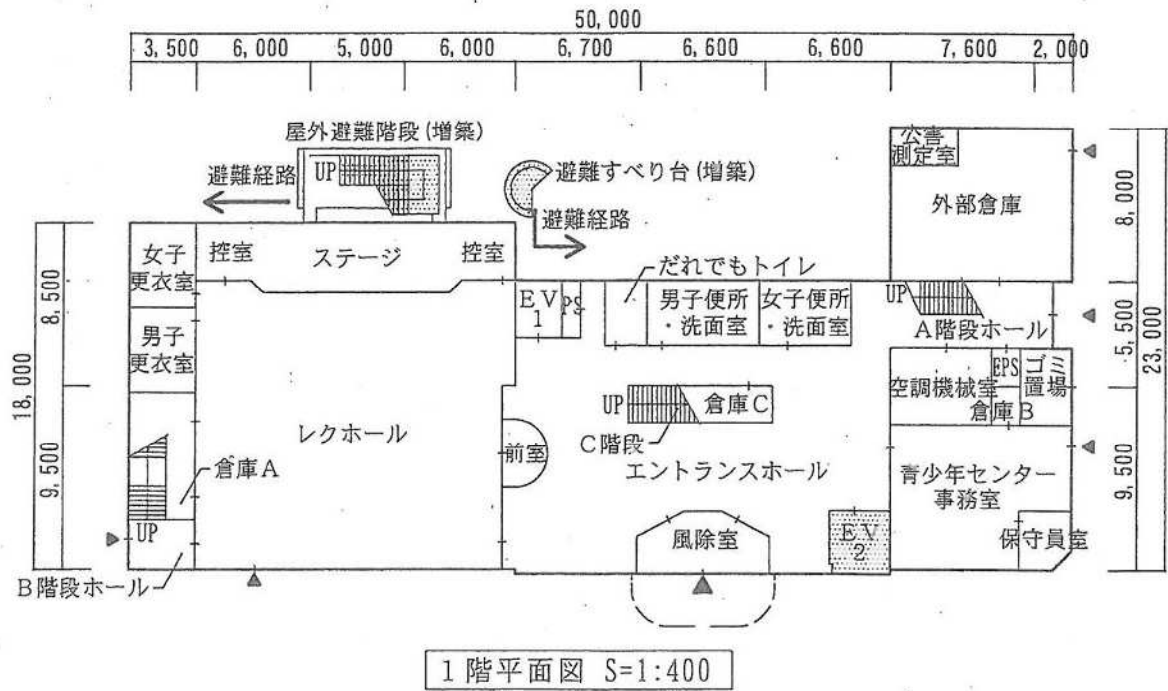 50,000
3,500 6,000 5,000 6,000 6,700 6,600 6,600 7,600 2,000
屋外避難階段(増築)
UP
避難経路
避難すべり台(増築)
避難経路
公害
測定室
外部倉庫
8,000
女子
更衣室
控室
ステージ
控室
だれでもトイレ
EV
1
PS
男子便所
・洗面室
女子便所
・洗面室
UP
A階段ホール
5,500
23,000
8,500
18,000
男子
更衣室
空調機械室
EPS
ゴミ
置場
倉庫B
UP
倉庫C
C階段
レクホール
前室
エントランスホール
倉庫A
9,500
青少年センター
事務室
9,500
UP
風除室
EV
2
保守員室
B階段ホール
1階平面図 S=1:400